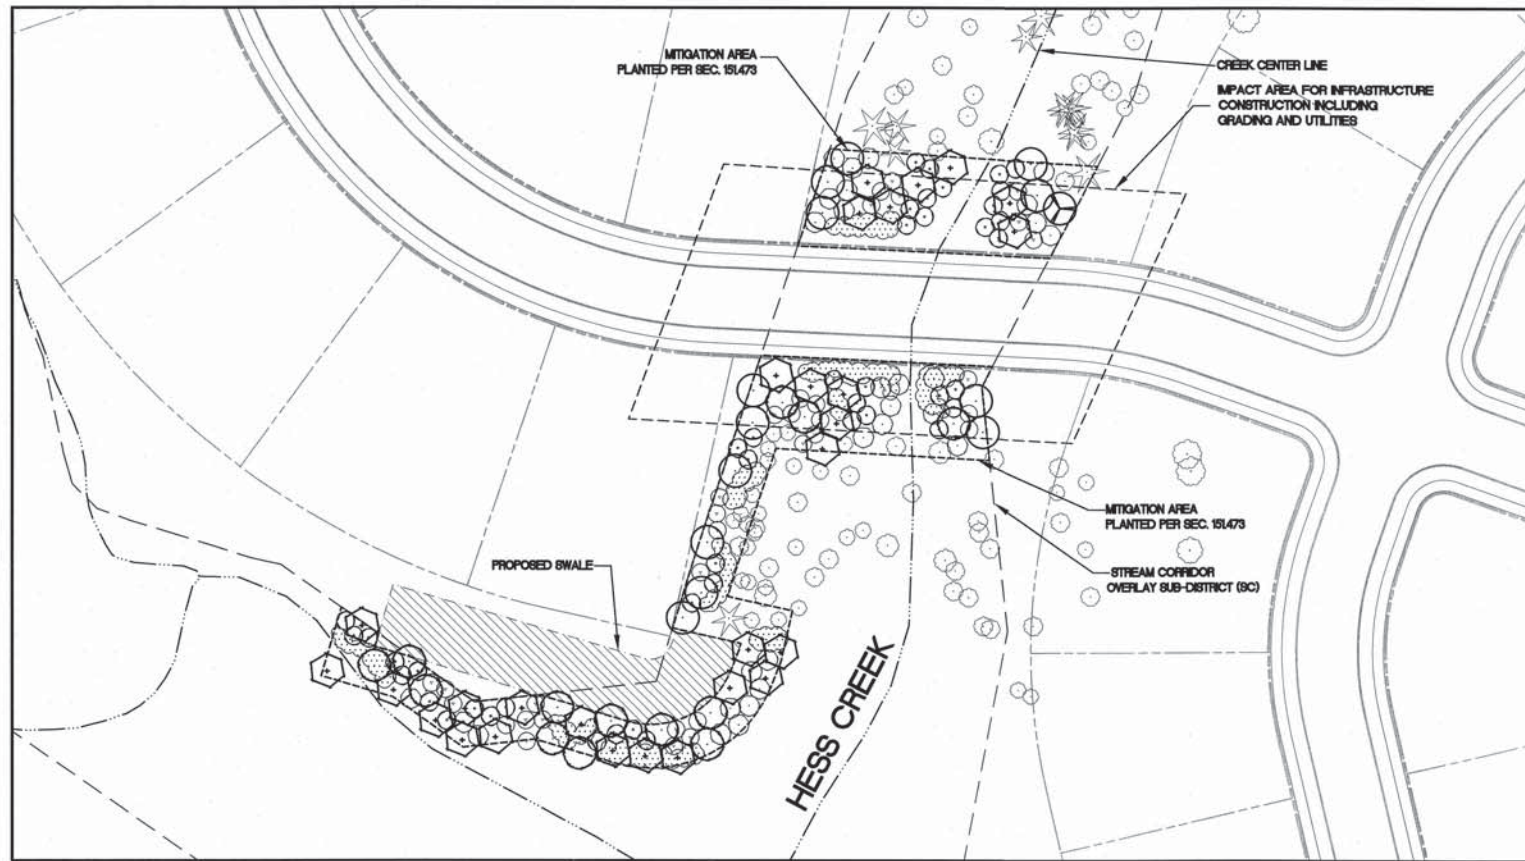 MITIGATION AREA
PLANTED PER SEC. 151.473
CREEK CENTER LINE
IMPACT AREA FOR INFRASTRUCTURE
CONSTRUCTION INCLUDING
GRADING AND UTILITIES
MITIGATION AREA
PLANTED PER SEC. 151.473
PROPOSED SWALE
STREAM CORRIDOR
OVERLAY SUB-DISTRICT (SC)
HESS CREEK